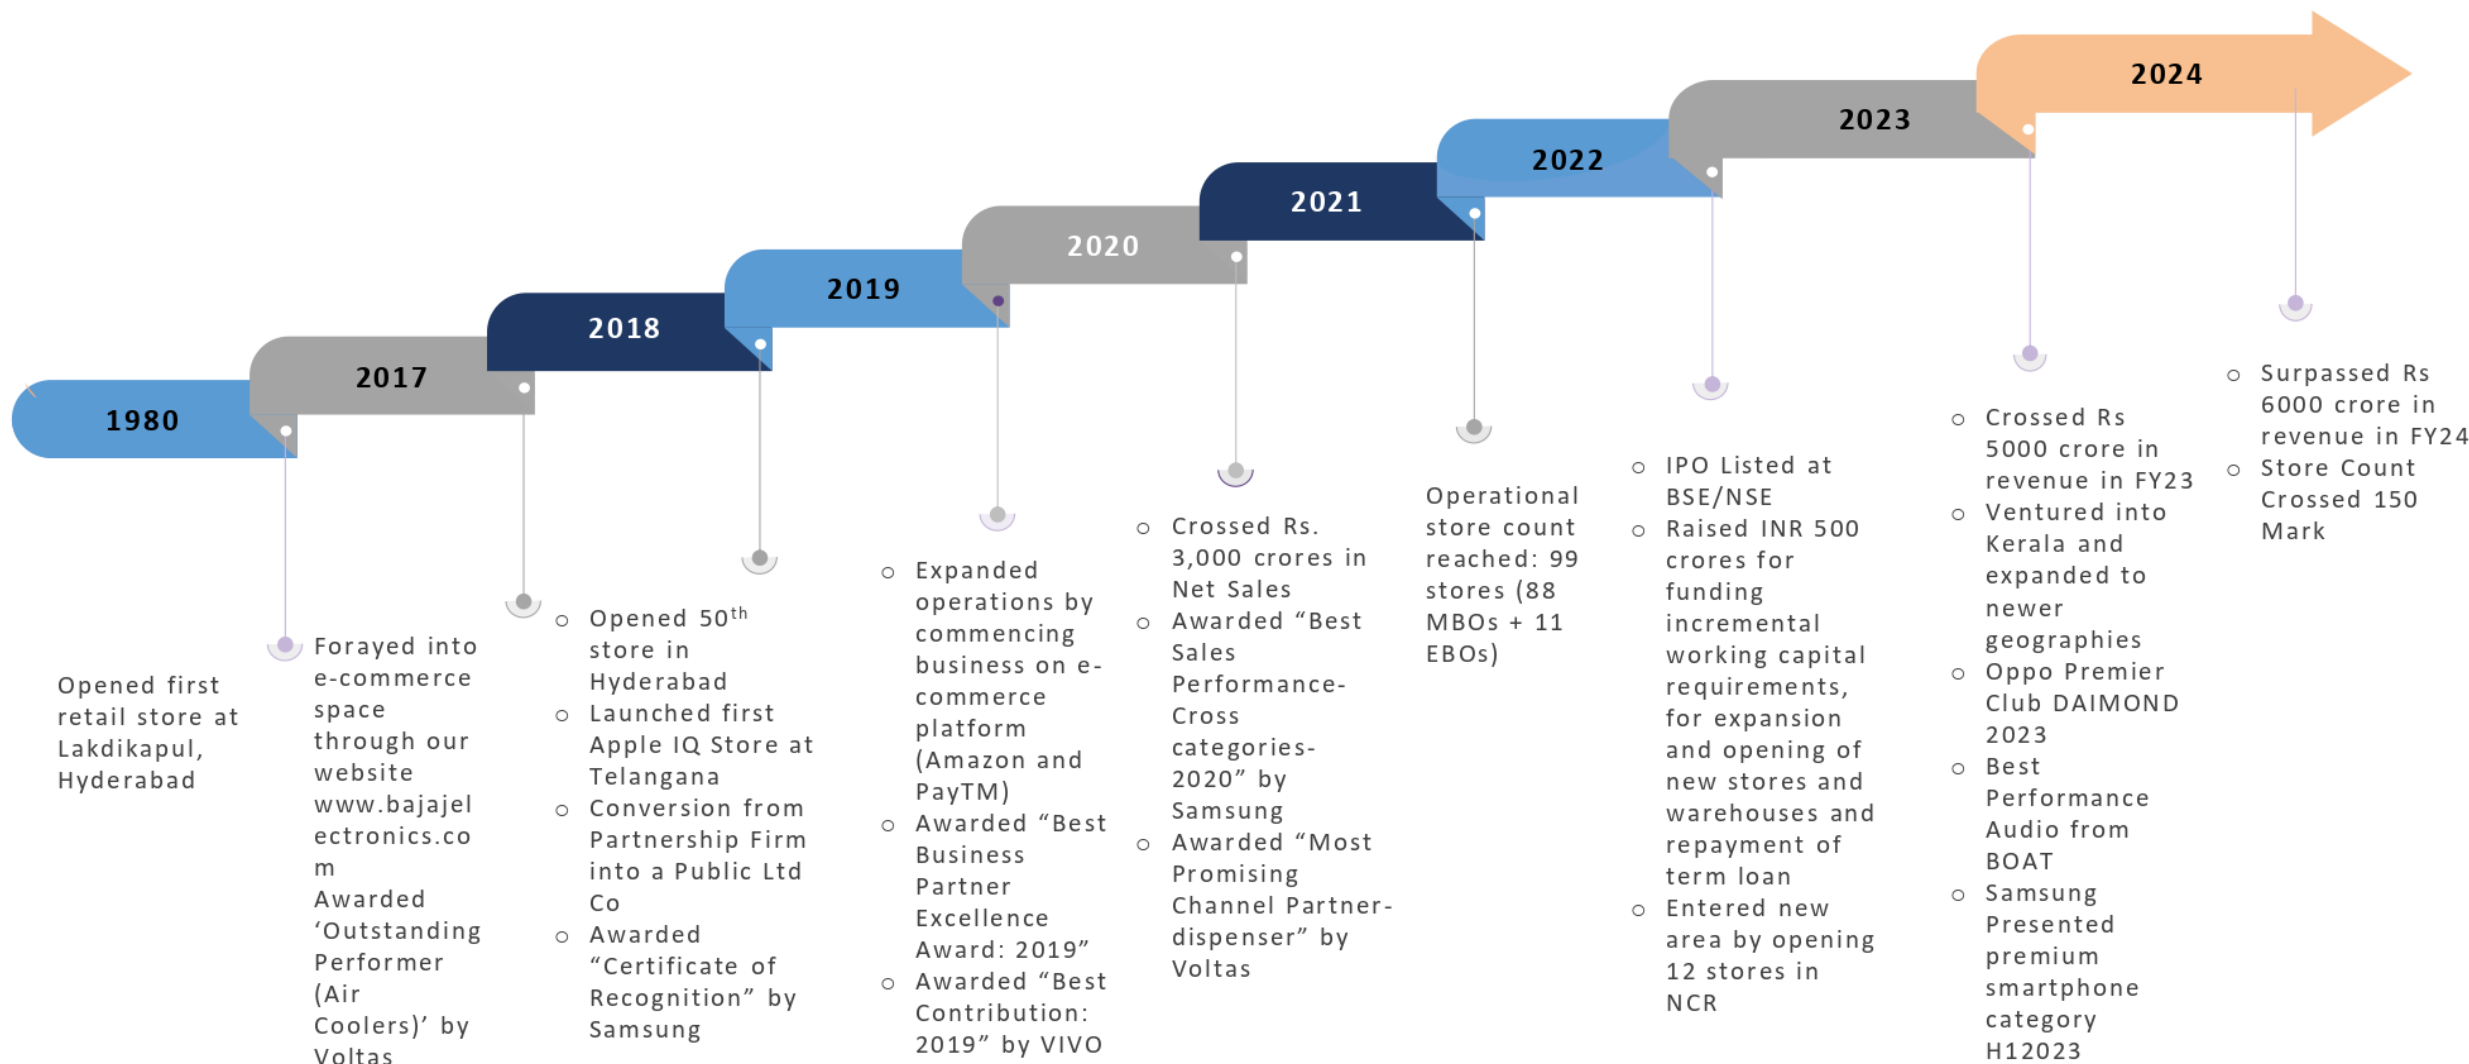 1980
2017
2018
2019
2020
2021
2022
2023
2024
Opened first
retail store at
Lakdikapul,
Hyderabad
Forayed into
e-commerce
space
through our
website
www.bajajel
ectronics.co
m
Awarded
‘Outstanding
Performer
(Air
Coolers)’ by
Voltas
o Opened 50th
store in
Hyderabad
o Launched first
Apple IQ Store at
Telangana
o Conversion from
Partnership Firm
into a Public Ltd
Co
o Awarded
“Certificate of
Recognition” by
Samsung
o Expanded
operations by
commencing
business on e-
commerce
platform
(Amazon and
PayTM)
o Awarded “Best
Business
Partner
Excellence
Award: 2019”
o Awarded “Best
Contribution:
2019” by VIVO
o Crossed Rs.
3,000 crores in
Net Sales
o Awarded “Best
Sales
Performance-
Cross
categories-
2020” by
Samsung
o Awarded “Most
Promising
Channel Partner-
dispenser” by
Voltas
Operational
store count
reached: 99
stores (88
MBOs + 11
EBOs)
o IPO Listed at
BSE/NSE
o Raised INR 500
crores for
funding
incremental
working capital
requirements,
for expansion
and opening of
new stores and
warehouses and
repayment of
term loan
o Entered new
area by opening
12 stores in
NCR
o Crossed Rs
5000 crore in
revenue in FY23
o Ventured into
Kerala and
expanded to
newer
geographies
o Oppo Premier
Club DAIMOND
2023
o Best
Performance
Audio from
BOAT
o Samsung
Presented
premium
smartphone
category
H12023
o Surpassed Rs
6000 crore in
revenue in FY24
o Store Count
Crossed 150
Mark